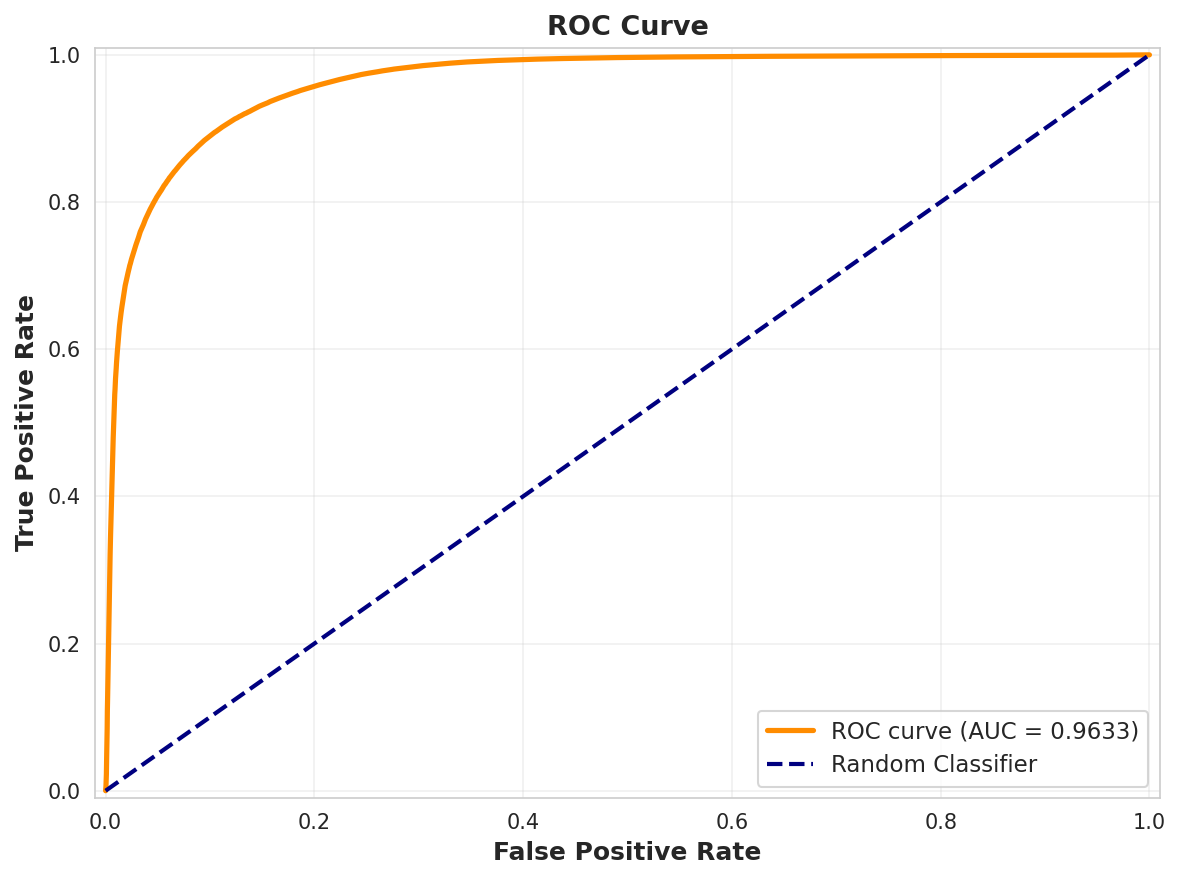 ROC Curve
1.0
0.8
0.6
0.4
0.2
0.0
True Positive Rate
ROC curve (AUC = 0.9633)
Random Classifier
0.0 0.2 0.4 0.6 0.8 1.0
False Positive Rate